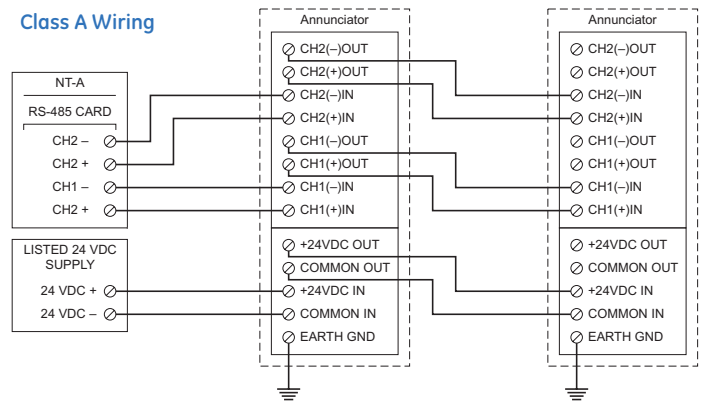 Class A Wiring
NT-A
RS-485 CARD
CH2 –
CH2 +
CH1 –
CH2 +
LISTED 24 VDC
SUPPLY
24 VDC +
24 VDC –
Annunciator
CH2(–)OUT
CH2(+)OUT
CH2(–)IN
CH2(+)IN
CH1(–)OUT
CH1(+)OUT
CH1(–)IN
CH1(+)IN
+24VDC OUT
COMMON OUT
+24VDC IN
COMMON IN
EARTH GND
Annunciator
CH2(–)OUT
CH2(+)OUT
CH2(–)IN
CH2(+)IN
CH1(–)OUT
CH1(+)OUT
CH1(–)IN
CH1(+)IN
+24VDC OUT
COMMON OUT
+24VDC IN
COMMON IN
EARTH GND